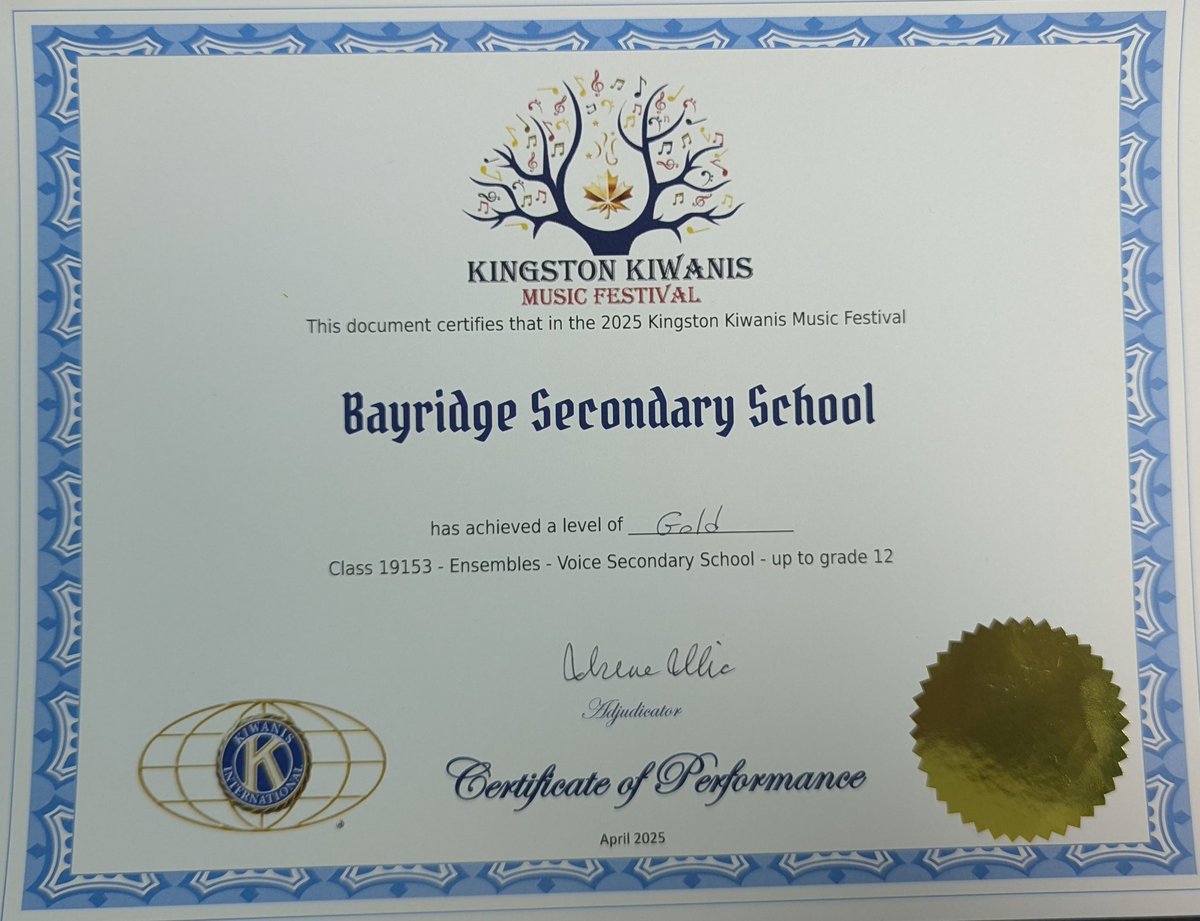 KINGSTON KIWANIS
MUSIC FESTIVAL
This document certifies that in the 2025 Kingston Kiwanis Music Festival
Bayridge Secondary School
has achieved a level of Gold
Class 19153 - Ensembles - Voice Secondary School - up to grade 12
Adjudicator
KIWANIS
K
INTERNATIONAL
Certificate of Performance
April 2025